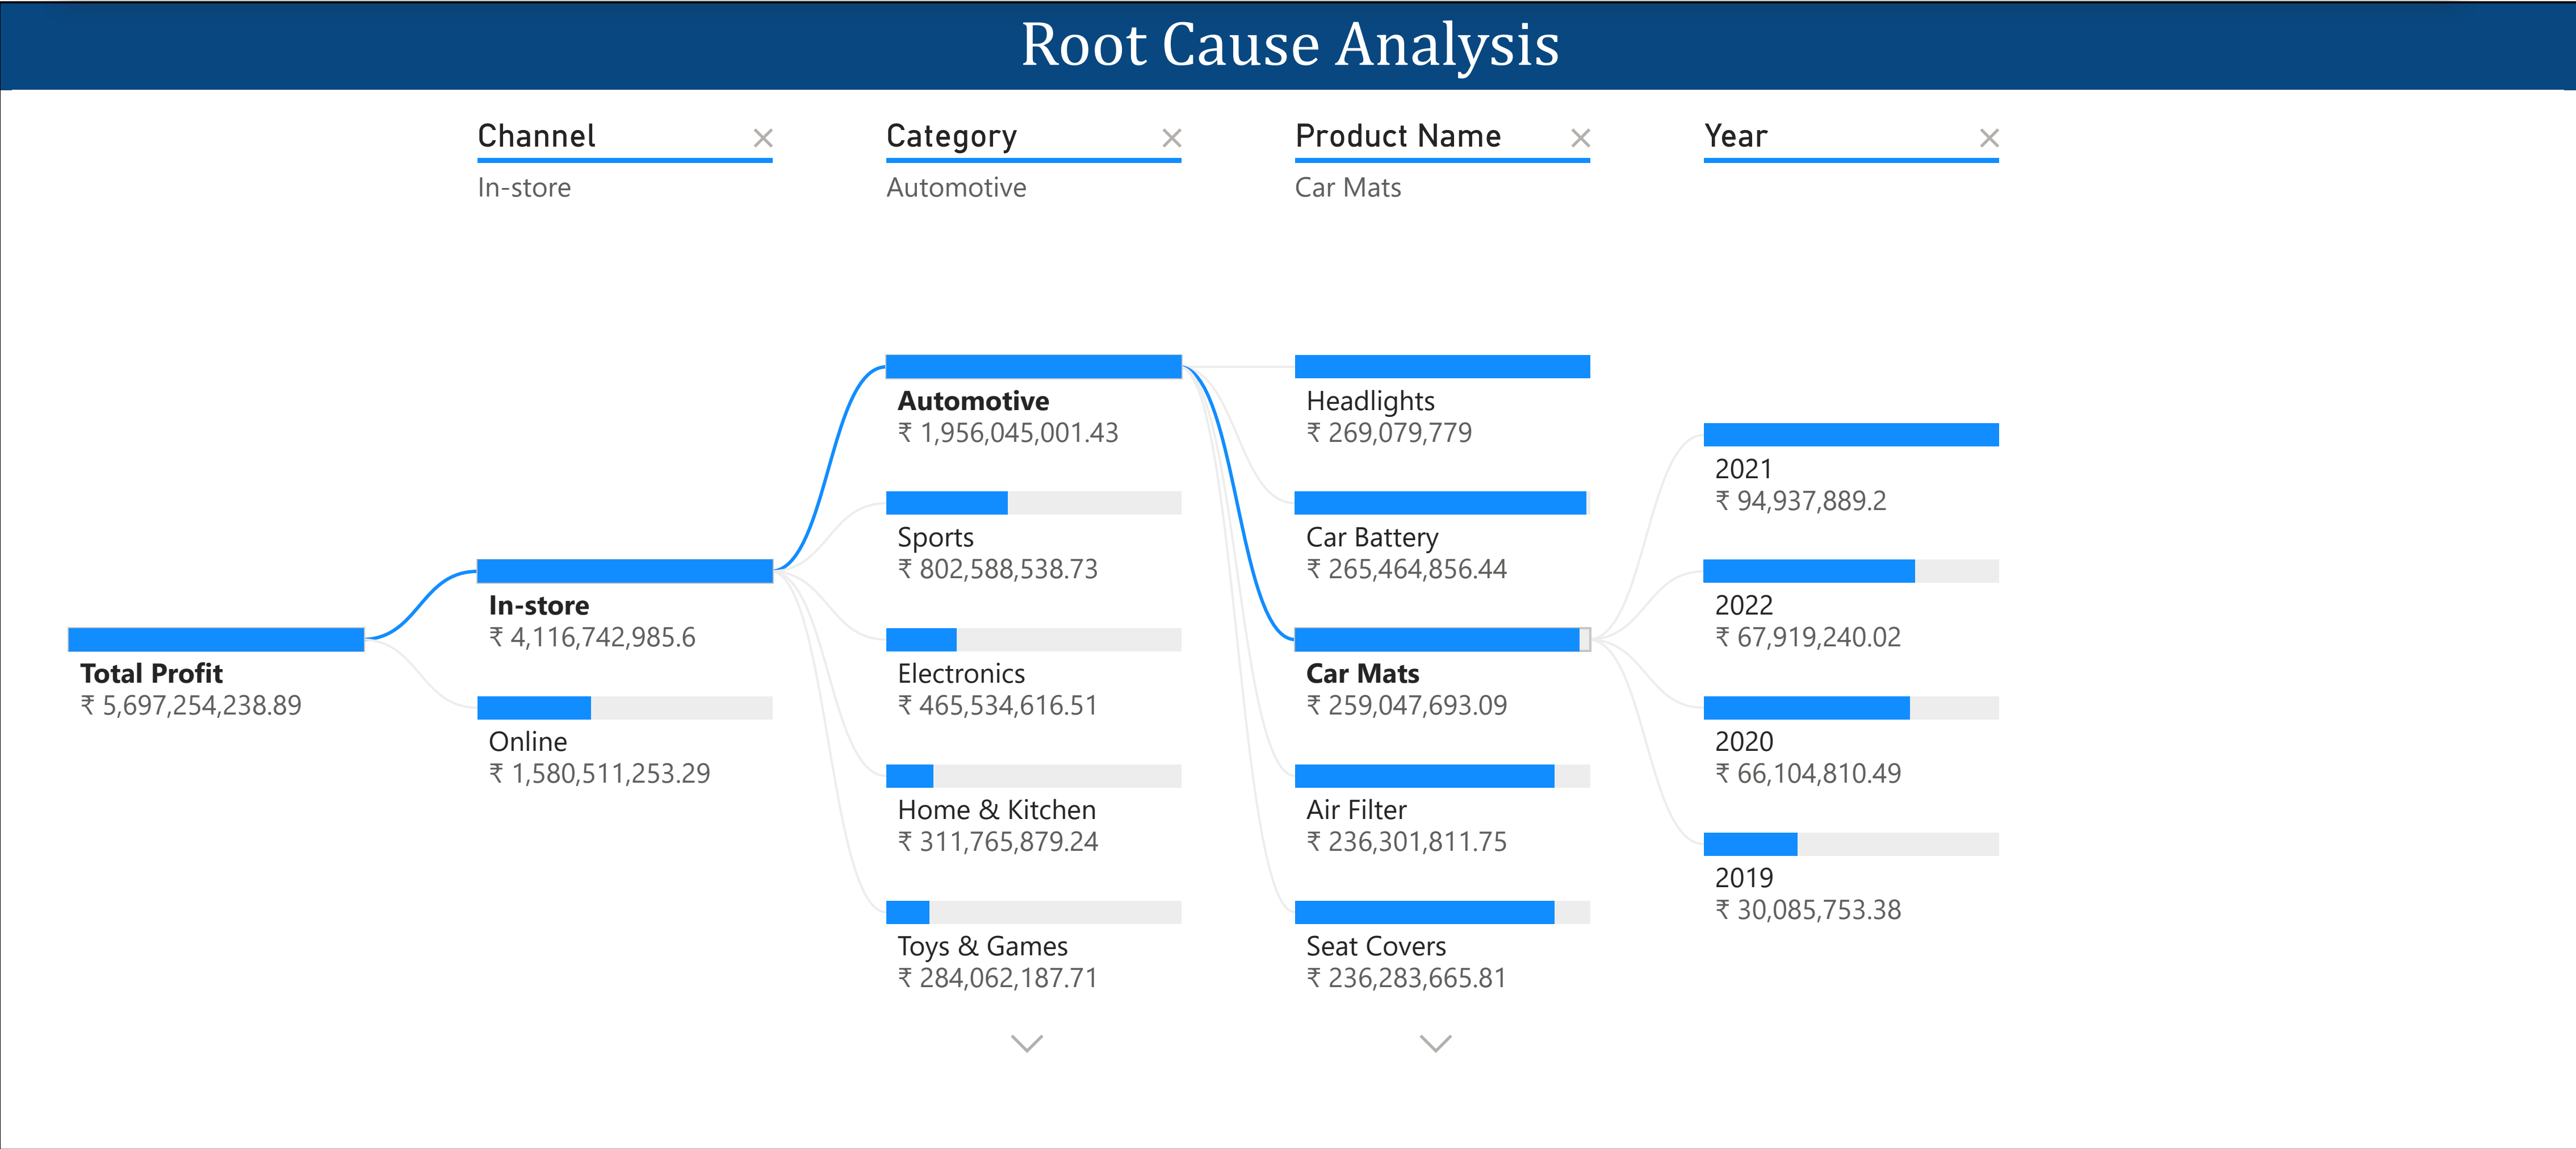 Root Cause Analysis
Channel
In-store
Category
Automotive
Product Name
Car Mats
Year
Total Profit
₹ 5,697,254,238.89
In-store
₹ 4,116,742,985.6
Online
₹ 1,580,511,253.29
Automotive
₹ 1,956,045,001.43
Sports
₹ 802,588,538.73
Electronics
₹ 465,534,616.51
Home & Kitchen
₹ 311,765,879.24
Toys & Games
₹ 284,062,187.71
Headlights
₹ 269,079,779
Car Battery
₹ 265,464,856.44
Car Mats
₹ 259,047,693.09
Air Filter
₹ 236,301,811.75
Seat Covers
₹ 236,283,665.81
2021
₹ 94,937,889.2
2022
₹ 67,919,240.02
2020
₹ 66,104,810.49
2019
₹ 30,085,753.38